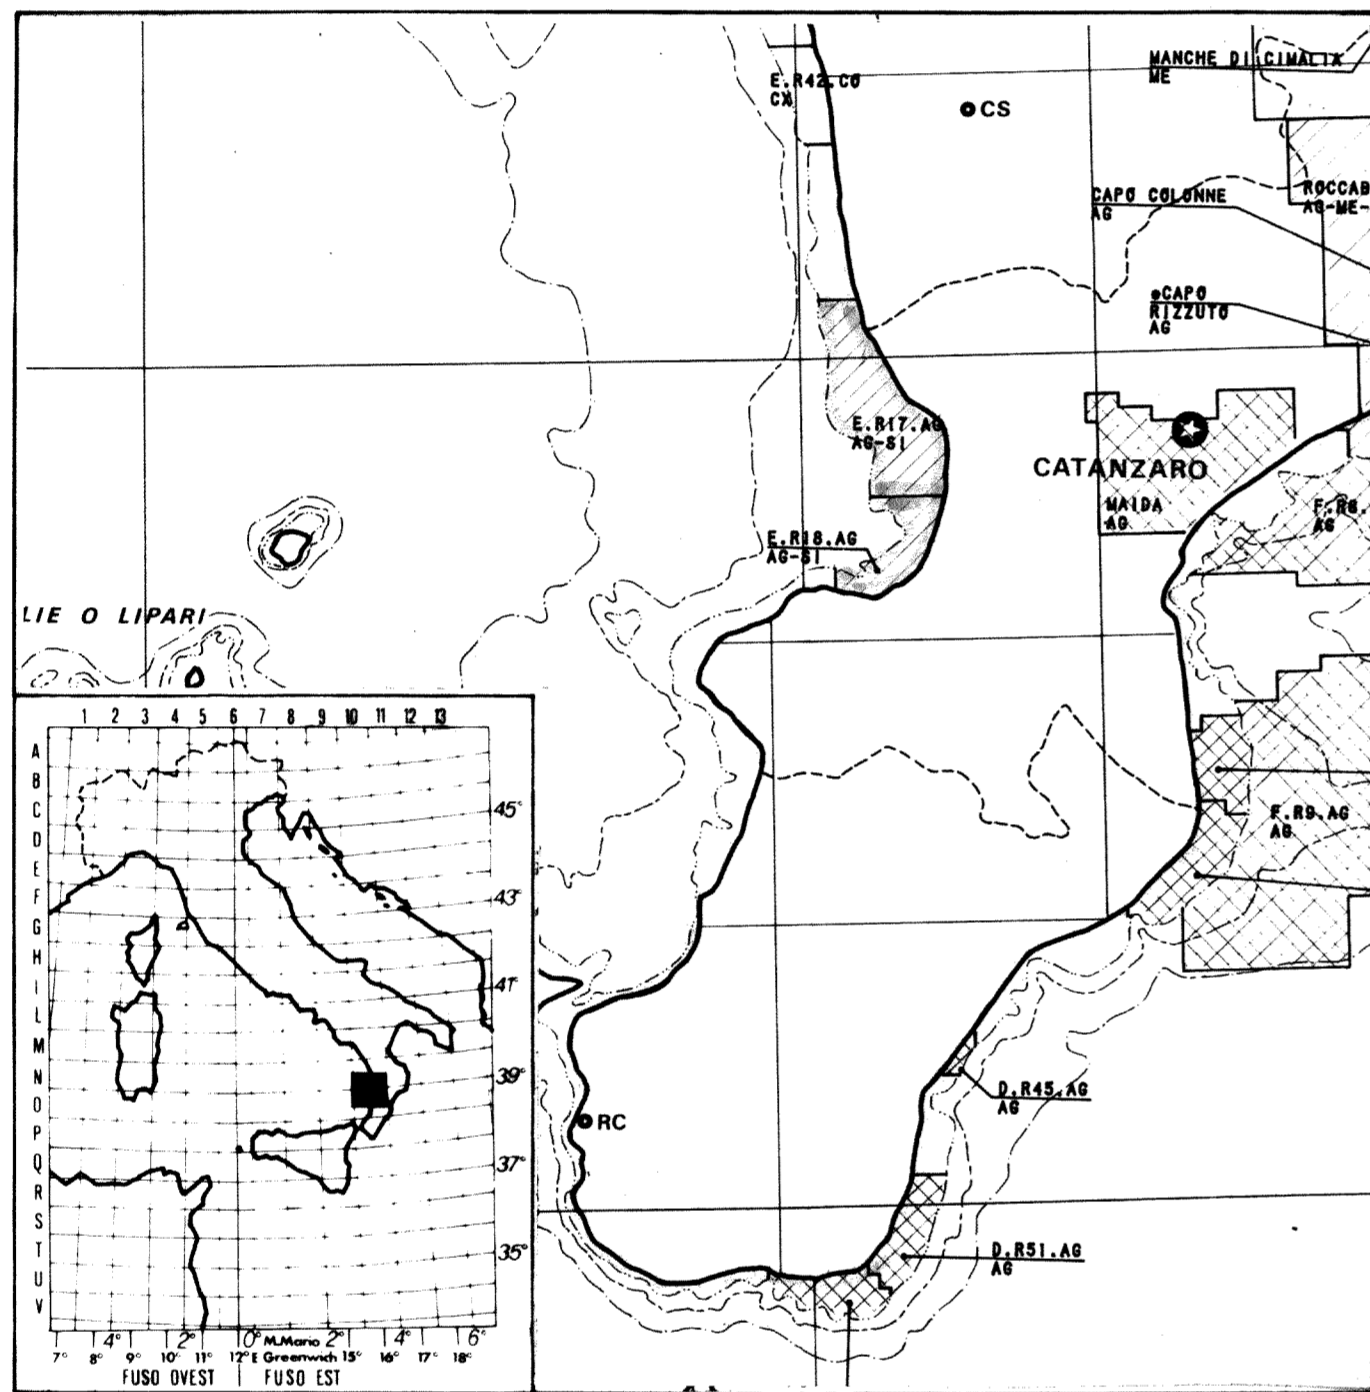 MANCHE DI CIMALIA
ME
E.R42.CO
CX
CS
CAPO COLONNE
AG
ROCCAB
AG-ME-
CAPO
RIZZUTO
AG
E.R17.AG
AG-SI
CATANZARO
MAIDA
AG
F.R6.
AG
E.R18.AG
AG-SI
LIE O LIPARI
F.R9.AG
AG
D.R45.AG
AG
RC
D.R51.AG
AG
1 2 3 4 5 6 7 8 9 10 11 12 13
A
B
C
D
E
F
G
H
I
L
M
N
O
P
Q
R
S
T
U
V
45°
43°
41°
39°
37°
35°
4° 2° 0° M.Mario 2° 4° 6°
7° 8° 9° 10° 11° 12° E Greenwich 15° 16° 17° 18°
FUSO OVEST FUSO EST